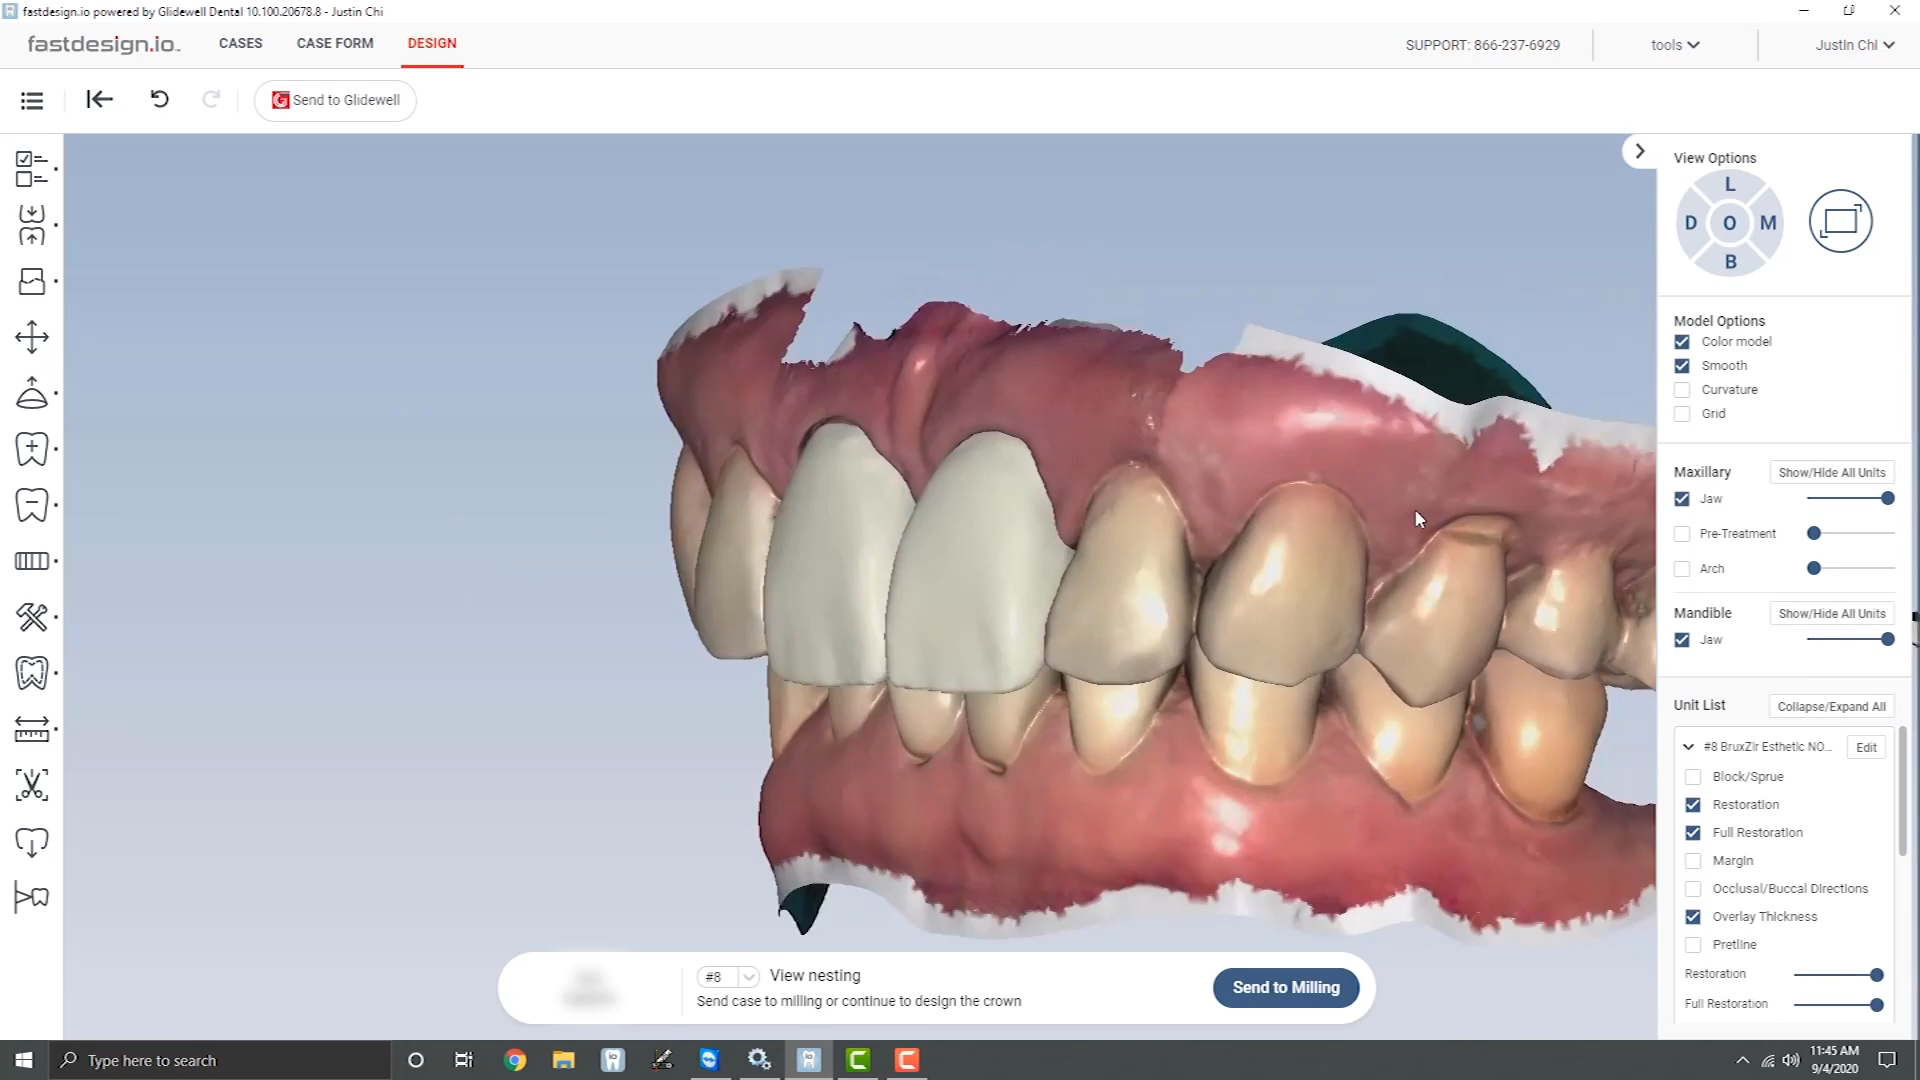 fastdesign.io powered by Glidewell Dental 10.100.20678.8 - Justin Chi
fastdesign.io
CASES
CASE FORM
DESIGN
SUPPORT: 866-237-6929
tools
Justin Chi
Send to Glidewell
View Options
L
D O M
B
Model Options
Color model
Smooth
Curvature
Grid
Maxillary
Show/Hide All Units
Jaw
Pre-Treatment
Arch
Mandible
Show/Hide All Units
Jaw
Unit List
Collapse/Expand All
#8 BruxZir Esthetic NO...
Edit
Block/Sprue
Restoration
Full Restoration
Margin
Occlusal/Buccal Directions
Overlay Thickness
Pretline
Restoration
Full Restoration
#8
View nesting
Send case to milling or continue to design the crown
Send to Milling
Type here to search
11:45 AM
9/4/2020